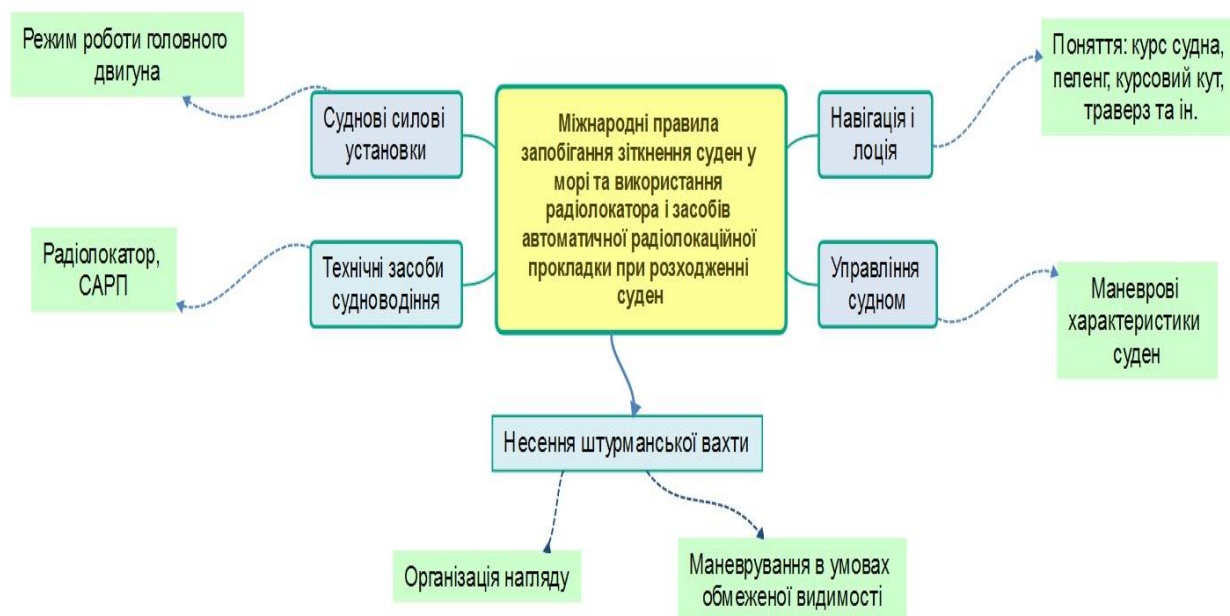 Режим роботи головного
двигуна
Суднові силові
установки
Міжнародні правила
запобігання зіткнення суден у
морі та використання
радіолокатора і засобів
автоматичної радіолокаційної
прокладки при розходженні
суден
Навігація і
лоція
Поняття: курс судна,
пеленг, курсовий кут,
траверз та ін.
Радіолокатор,
САРП
Технічні засоби
судноводіння
Управління
судном
Маневрові
характеристики
суден
Несення штурманської вахти
Організація нагляду
Маневрування в умовах
обмеженої видимості